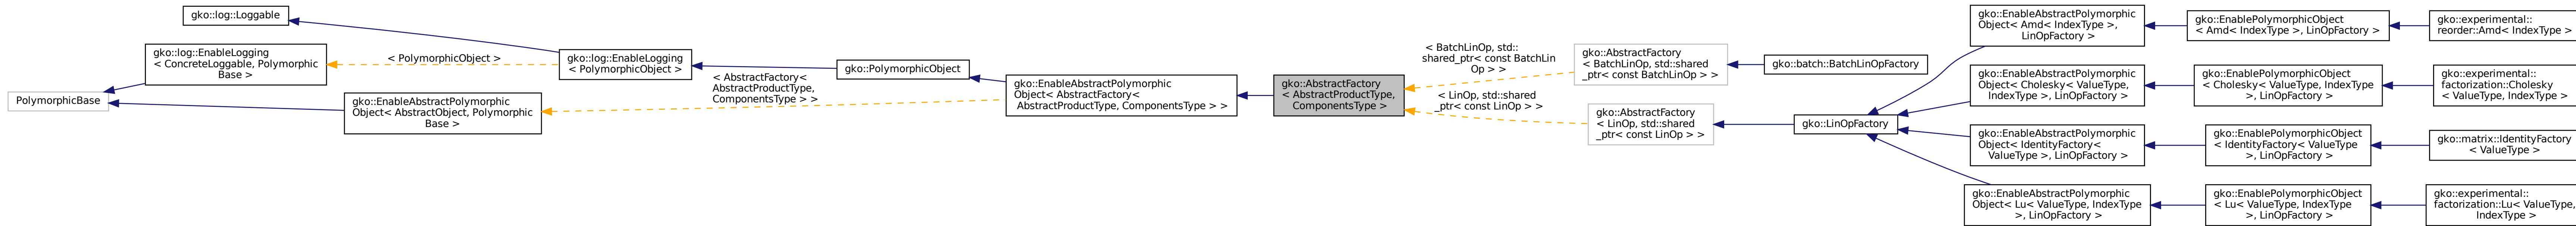 PolymorphicBase
gko::log::Loggable
gko::log::EnableLogging
< ConcreteLoggable, Polymorphic
Base >
gko::EnableAbstractPolymorphic
Object< AbstractObject, Polymorphic
Base >
< PolymorphicObject >
gko::log::EnableLogging
< PolymorphicObject >
< AbstractFactory<
AbstractProductType,
ComponentsType > >
gko::PolymorphicObject
gko::EnableAbstractPolymorphic
Object< AbstractFactory<
AbstractProductType, ComponentsType > >
gko::AbstractFactory
< AbstractProductType,
ComponentsType >
< BatchLinOp, std::
shared_ptr< const BatchLin
Op > >
< LinOp, std::shared
_ptr< const LinOp > >
gko::AbstractFactory
< BatchLinOp, std::shared
_ptr< const BatchLinOp > >
gko::AbstractFactory
< LinOp, std::shared
_ptr< const LinOp > >
gko::batch::BatchLinOpFactory
gko::LinOpFactory
gko::EnableAbstractPolymorphic
Object< Amd< IndexType >,
LinOpFactory >
gko::EnablePolymorphicObject
< Amd< IndexType >, LinOpFactory >
gko::experimental::
reorder::Amd< IndexType >
gko::EnableAbstractPolymorphic
Object< Cholesky< ValueType,
IndexType >, LinOpFactory >
gko::EnablePolymorphicObject
< Cholesky< ValueType, IndexType
>, LinOpFactory >
gko::experimental::
factorization::Cholesky
< ValueType, IndexType >
gko::EnableAbstractPolymorphic
Object< IdentityFactory<
ValueType >, LinOpFactory >
gko::EnablePolymorphicObject
< IdentityFactory< ValueType
>, LinOpFactory >
gko::matrix::IdentityFactory
< ValueType >
gko::EnableAbstractPolymorphic
Object< Lu< ValueType, IndexType
>, LinOpFactory >
gko::EnablePolymorphicObject
< Lu< ValueType, IndexType
>, LinOpFactory >
gko::experimental::
factorization::Lu< ValueType,
IndexType >